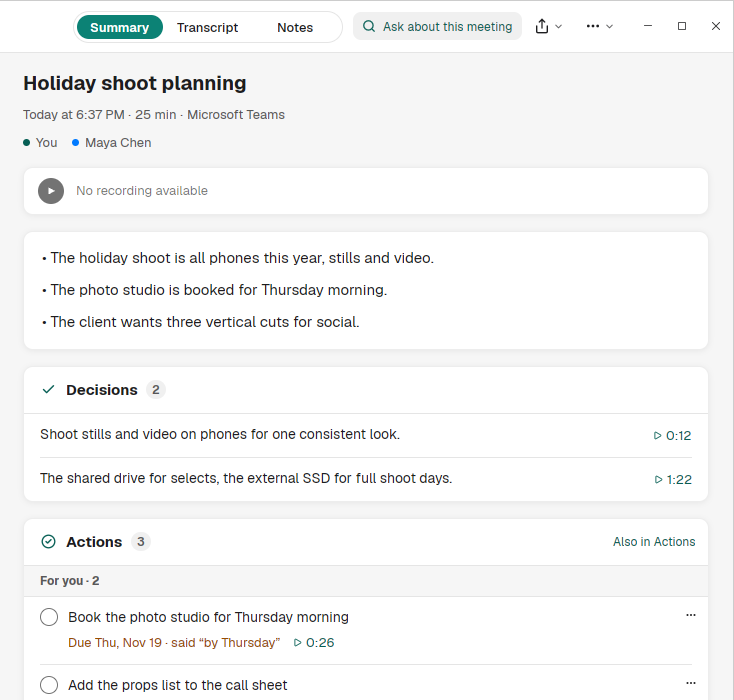 Summary
Transcript
Notes
Ask about this meeting
Holiday shoot planning
Today at 6:37 PM · 25 min · Microsoft Teams
You
Maya Chen
No recording available
• The holiday shoot is all phones this year, stills and video.
• The photo studio is booked for Thursday morning.
• The client wants three vertical cuts for social.
Decisions 2
Shoot stills and video on phones for one consistent look. 0:12
The shared drive for selects, the external SSD for full shoot days. 1:22
Actions 3
Also in Actions
For you · 2
Book the photo studio for Thursday morning
Due Thu, Nov 19 · said “by Thursday” 0:26
Add the props list to the call sheet